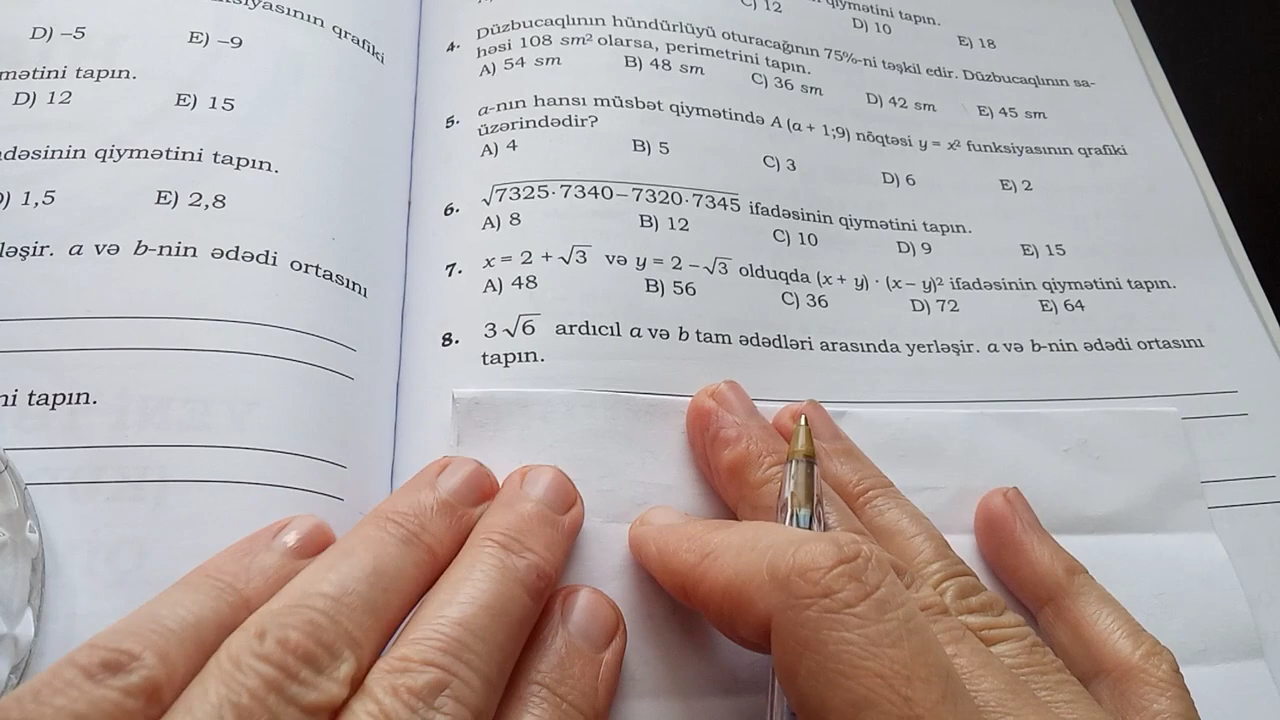 qrafiki
D) –5 E) –9
mətini tapın.
D) 12 E) 15
qiymətini tapın.
1,5 E) 2,8
a və b-nin ədədi ortasını
tapın.
tapın.
C) 12 D) 10 E) 18
4. Düzbucaqlının hündürlüyü oturacağının 75%-ni təşkil edir. Düzbucaqlının sa-
həsi 108 sm² olarsa, perimetrini tapın.
A) 54 sm B) 48 sm C) 36 sm D) 42 sm E) 45 sm
5. a-nın hansı müsbət qiymətində A (a + 1;9) nöqtəsi y = x² funksiyasının qrafiki
üzərindədir?
A) 4 B) 5 C) 3 D) 6 E) 2
6. √7325·7340–7320·7345 ifadəsinin qiymətini tapın.
A) 8 B) 12 C) 10 D) 9 E) 15
7. x = 2 + √3 və y = 2 – √3 olduqda (x + y) · (x – y)² ifadəsinin qiymətini tapın.
A) 48 B) 56 C) 36 D) 72 E) 64
8. 3√6 ardıcıl a və b tam ədədləri arasında yerləşir. a və b-nin ədədi ortasını
tapın.